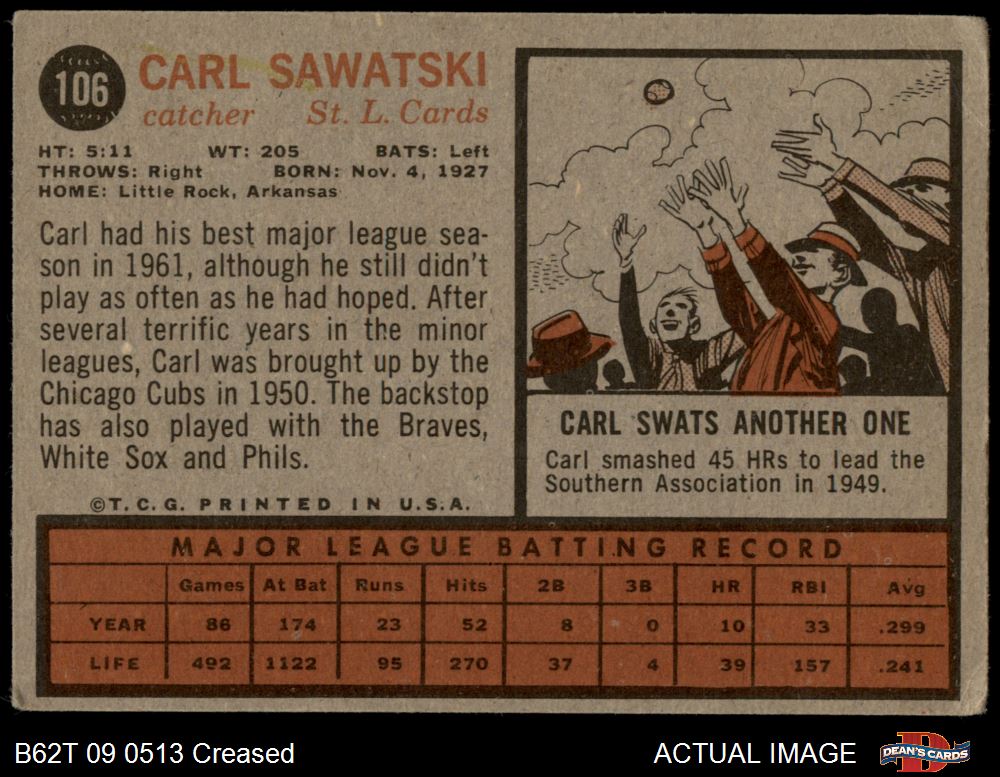 106
CARL SAWATSKI
catcher St. L. Cards
HT: 5:11 WT: 205 BATS: Left
THROWS: Right BORN: Nov. 4, 1927
HOME: Little Rock, Arkansas
Carl had his best major league sea-
son in 1961, although he still didn't
play as often as he had hoped. After
several terrific years in the minor
leagues, Carl was brought up by the
Chicago Cubs in 1950. The backstop
has also played with the Braves,
White Sox and Phils.
©T. C. G. PRINTED IN U.S.A.
CARL SWATS ANOTHER ONE
Carl smashed 45 HRs to lead the
Southern Association in 1949.
MAJOR LEAGUE BATTING RECORD
Games At Bat Runs Hits 2B 3B HR RBI Avg
YEAR 86 174 23 52 8 0 10 33 .299
LIFE 492 1122 95 270 37 4 39 157 .241
B62T 09 0513 Creased ACTUAL IMAGE
DEAN'S CARDS